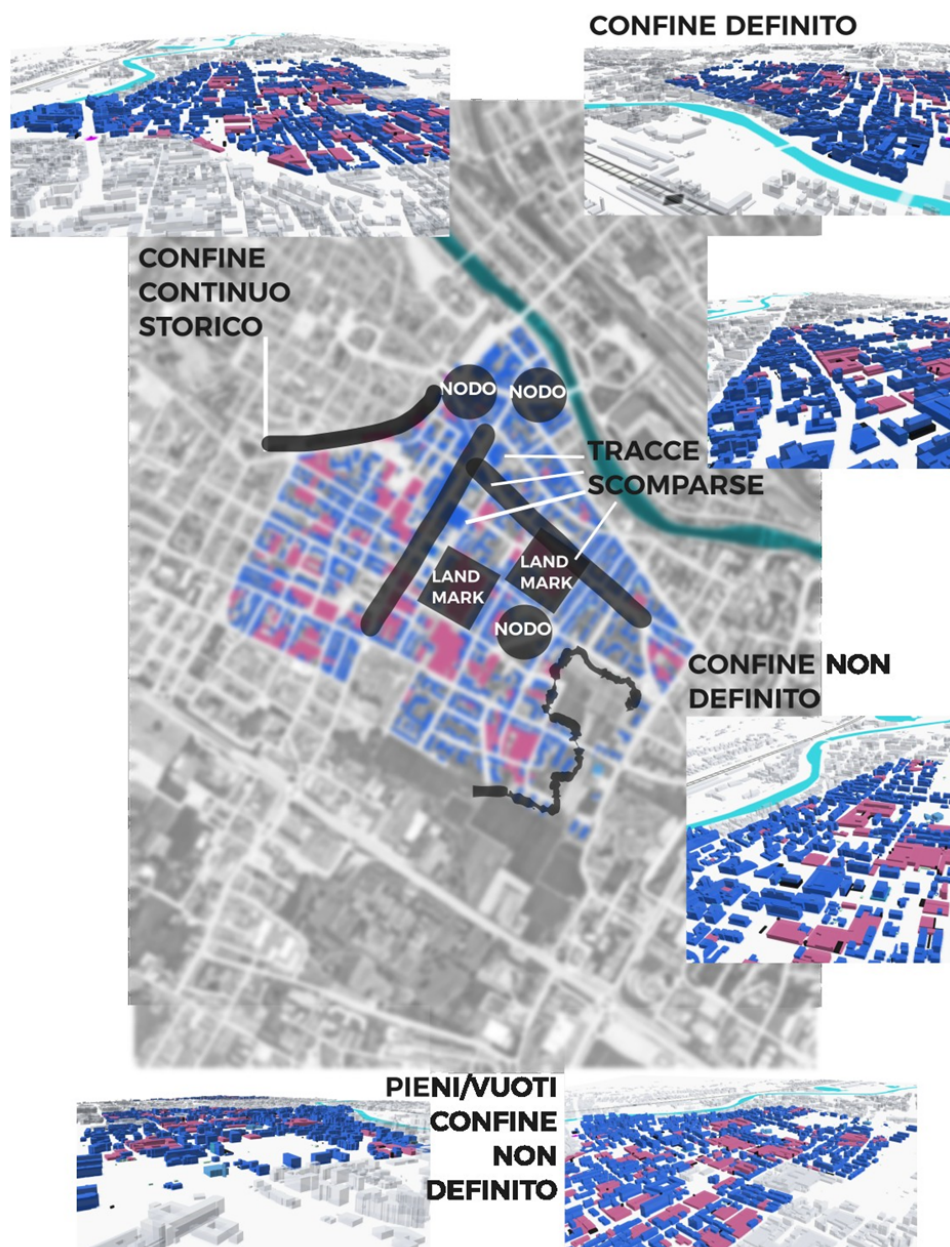 CONFINE DEFINITO
CONFINE
CONTINUO
STORICO
NODO
NODO
TRACCE
SCOMPARSE
LAND
MARK
LAND
MARK
NODO
CONFINE NON
DEFINITO
PIENI/VUOTI
CONFINE
NON
DEFINITO